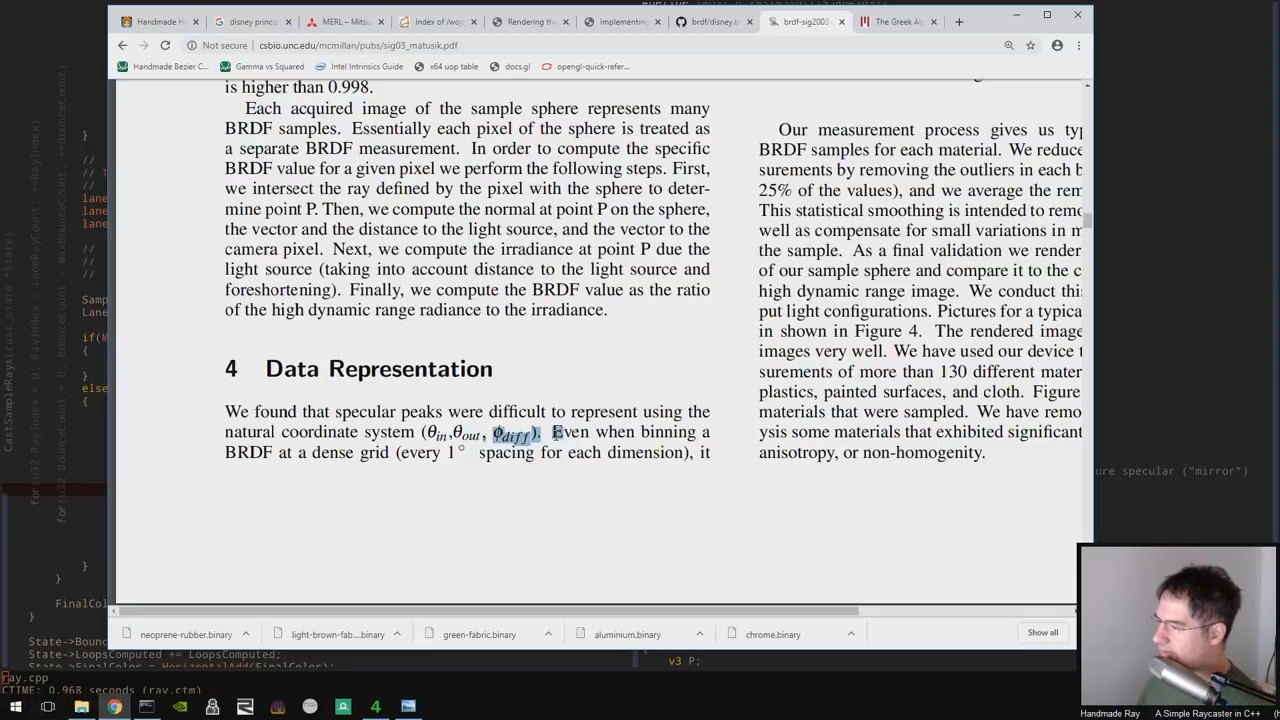 Handmade He
disney princip
MERL – Mitsu
Index of /wojc
Rendering the
Implementing
brdf/disney.b
brdf-sig2003-
The Greek Al
Not secure
csbio.unc.edu/mcmillan/pubs/sig03_matusik.pdf
Handmade Bezier C...
Gamma vs Squared
Intel Intrinsics Guide
x64 uop table
docs.gl
opengl-quick-refer...
is higher than 0.998.
Each acquired image of the sample sphere represents many
BRDF samples. Essentially each pixel of the sphere is treated as
a separate BRDF measurement. In order to compute the specific
BRDF value for a given pixel we perform the following steps. First,
we intersect the ray defined by the pixel with the sphere to deter-
mine point P. Then, we compute the normal at point P on the sphere,
the vector and the distance to the light source, and the vector to the
camera pixel. Next, we compute the irradiance at point P due the
light source (taking into account distance to the light source and
foreshortening). Finally, we compute the BRDF value as the ratio
of the high dynamic range radiance to the irradiance.
4 Data Representation
We found that specular peaks were difficult to represent using the
natural coordinate system (θin,θout, ϕdiff). Even when binning a
BRDF at a dense grid (every 1° spacing for each dimension), it
Our measurement process gives us typ
BRDF samples for each material. We reduce
surements by removing the outliers in each b
25% of the values), and we average the rem
This statistical smoothing is intended to remo
well as compensate for small variations in m
the sample. As a final validation we render
of our sample sphere and compare it to the c
high dynamic range image. We conduct this
put light configurations. Pictures for a typica
in shown in Figure 4. The rendered image
images very well. We have used our device t
surements of more than 130 different mater
plastics, painted surfaces, and cloth. Figure
materials that were sampled. We have remo
ysis some materials that exhibited significant
anisotropy, or non-homogenity.
neoprene-rubber.binary
light-brown-fab....binary
green-fabric.binary
aluminium.binary
chrome.binary
Show all
}
//
// T
//
lane
lane
lane
//
//
//
Samp
Lane
if(M
{
}
else
{
}
}
FinalCol
}
State->Boun
State->LoopsComputed += LoopsComputed;
State->FinalColor = HorizontalAdd(FinalColor);
ray.cpp
CTIME: 0.968 seconds (ray.ctm)
ure specular ("mirror")
v3 P;
Handmade Ray
A Simple Raycaster in C++